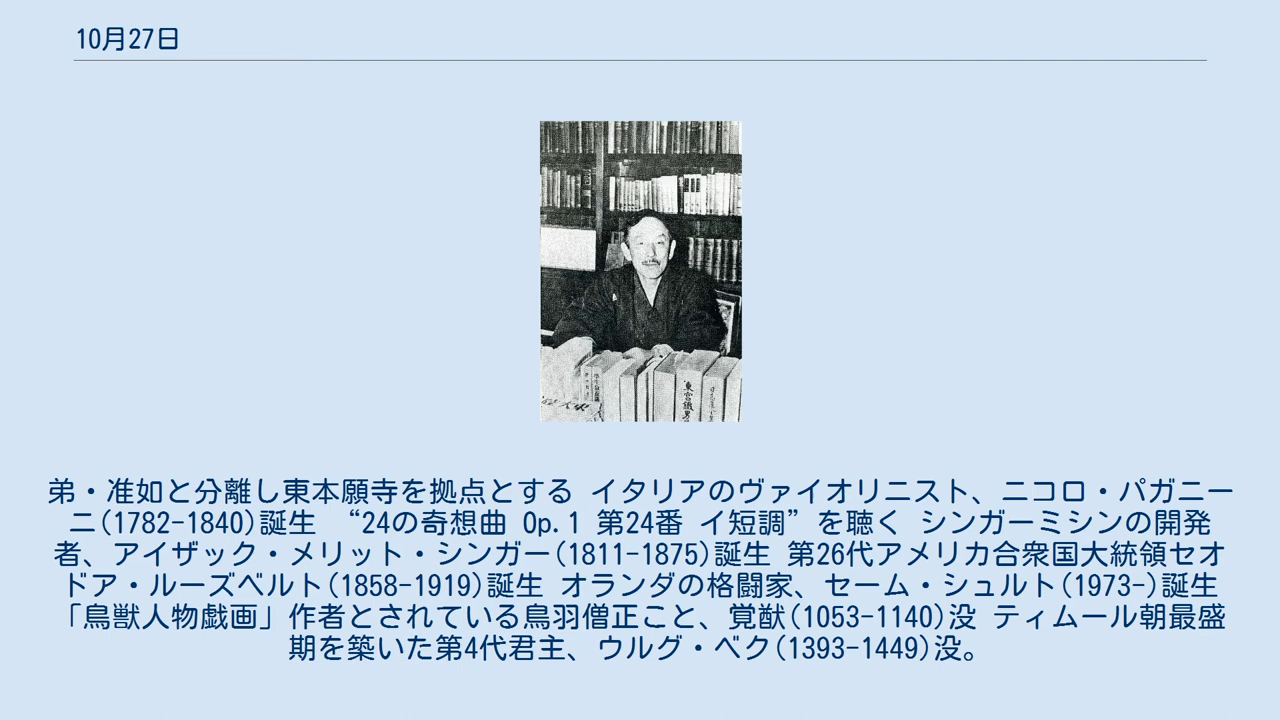 10月27日
東宮鐵男
弟・准如と分離し東本願寺を拠点とする イタリアのヴァイオリニスト、ニコロ・パガニー
ニ(1782-1840)誕生 “24の奇想曲 Op.1 第24番 イ短調”を聴く シンガーミシンの開発
者、アイザック・メリット・シンガー(1811-1875)誕生 第26代アメリカ合衆国大統領セオ
ドア・ルーズベルト(1858-1919)誕生 オランダの格闘家、セーム・シュルト(1973-)誕生
「鳥獣人物戯画」作者とされている鳥羽僧正こと、覚猷(1053-1140)没 ティムール朝最盛
期を築いた第4代君主、ウルグ・ベク(1393-1449)没。